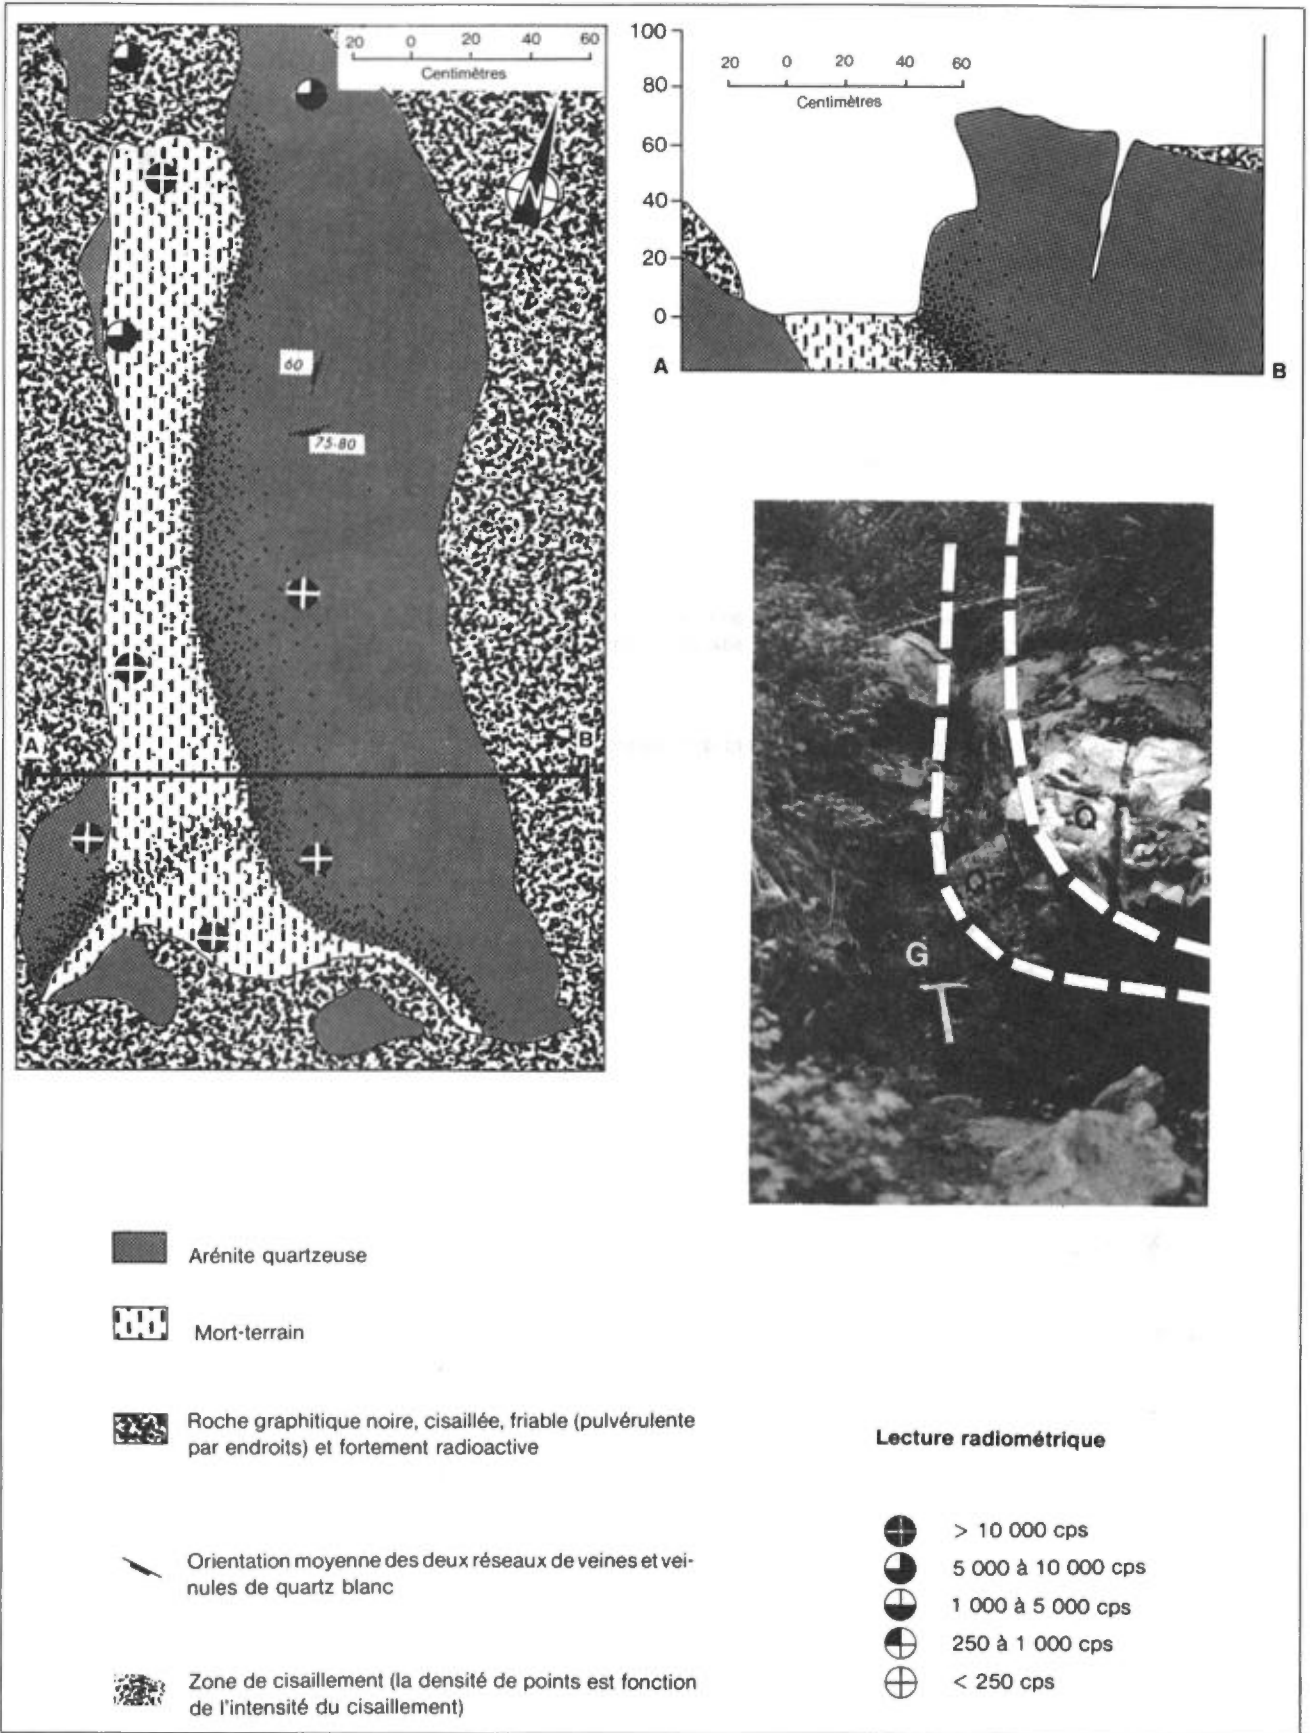 20 0 20 40 60
Centimètres
N
60
75-80
A
B
100
80
60
40
20
0
20 0 20 40 60
Centimètres
A
B
Q
G
Arénite quartzeuse
Mort-terrain
Roche graphitique noire, cisaillée, friable (pulvérulente
par endroits) et fortement radioactive
Orientation moyenne des deux réseaux de veines et vei-
nules de quartz blanc
Zone de cisaillement (la densité de points est fonction
de l'intensité du cisaillement)
Lecture radiométrique
> 10 000 cps
5 000 à 10 000 cps
1 000 à 5 000 cps
250 à 1 000 cps
< 250 cps